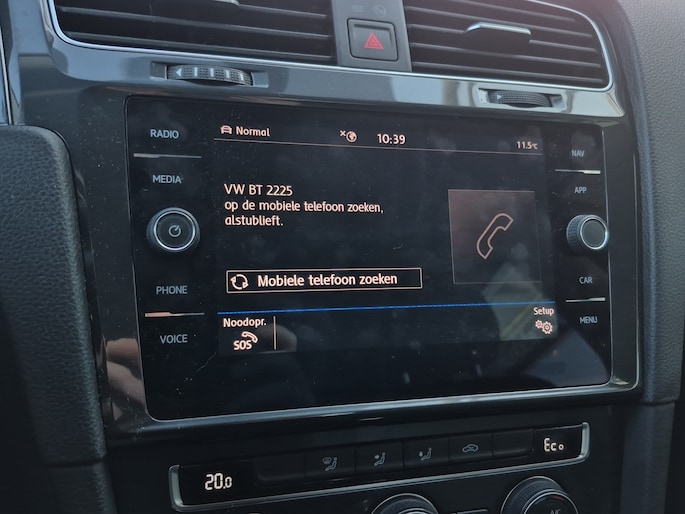 RADIO
MEDIA
PHONE
VOICE
Normal
10:39
11.5°C
VW BT 2225
op de mobiele telefoon zoeken,
alstublieft.
Mobiele telefoon zoeken
Noodopr.
SOS
Setup
NAV
APP
CAR
MENU
20.0
Eco